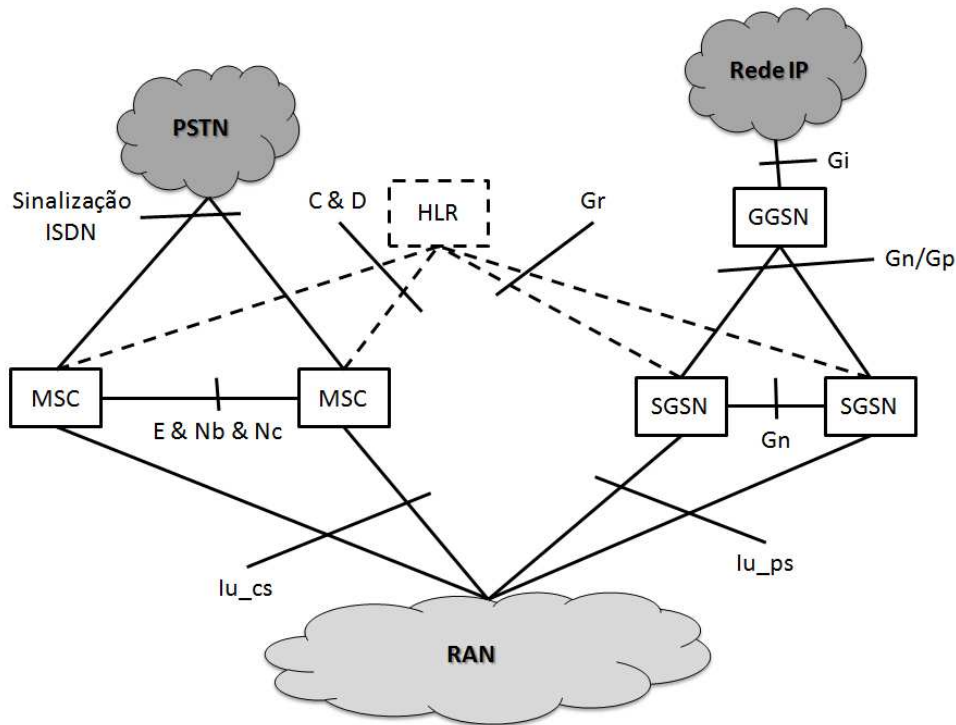 Rede IP
PSTN
Gi
Sinalização
ISDN
C & D
HLR
Gr
GGSN
Gn/Gp
MSC
MSC
SGSN
SGSN
E & Nb & Nc
Gn
Iu_cs
Iu_ps
RAN